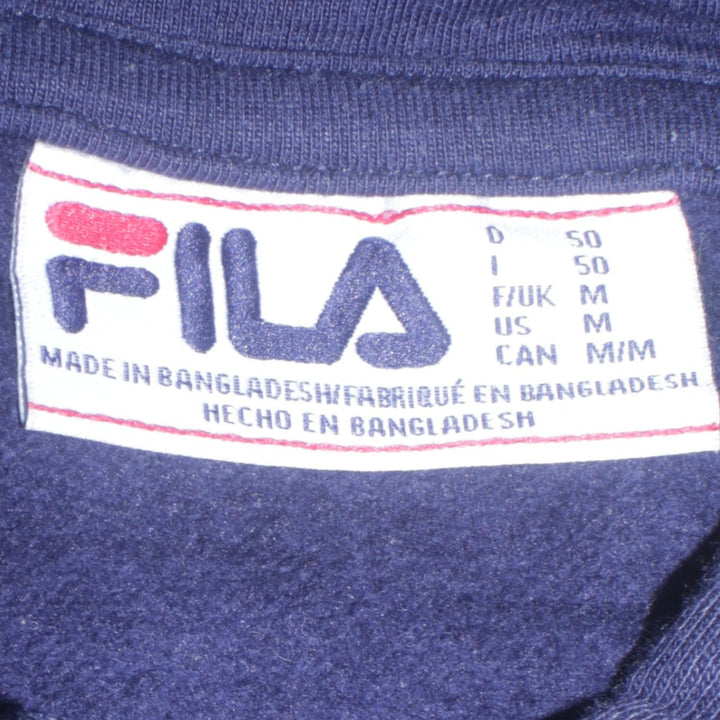 FILA
D 50
I 50
F/UK M
US M
CAN M/M
MADE IN BANGLADESH/FABRIQUÉ EN BANGLADESH
HECHO EN BANGLADESH